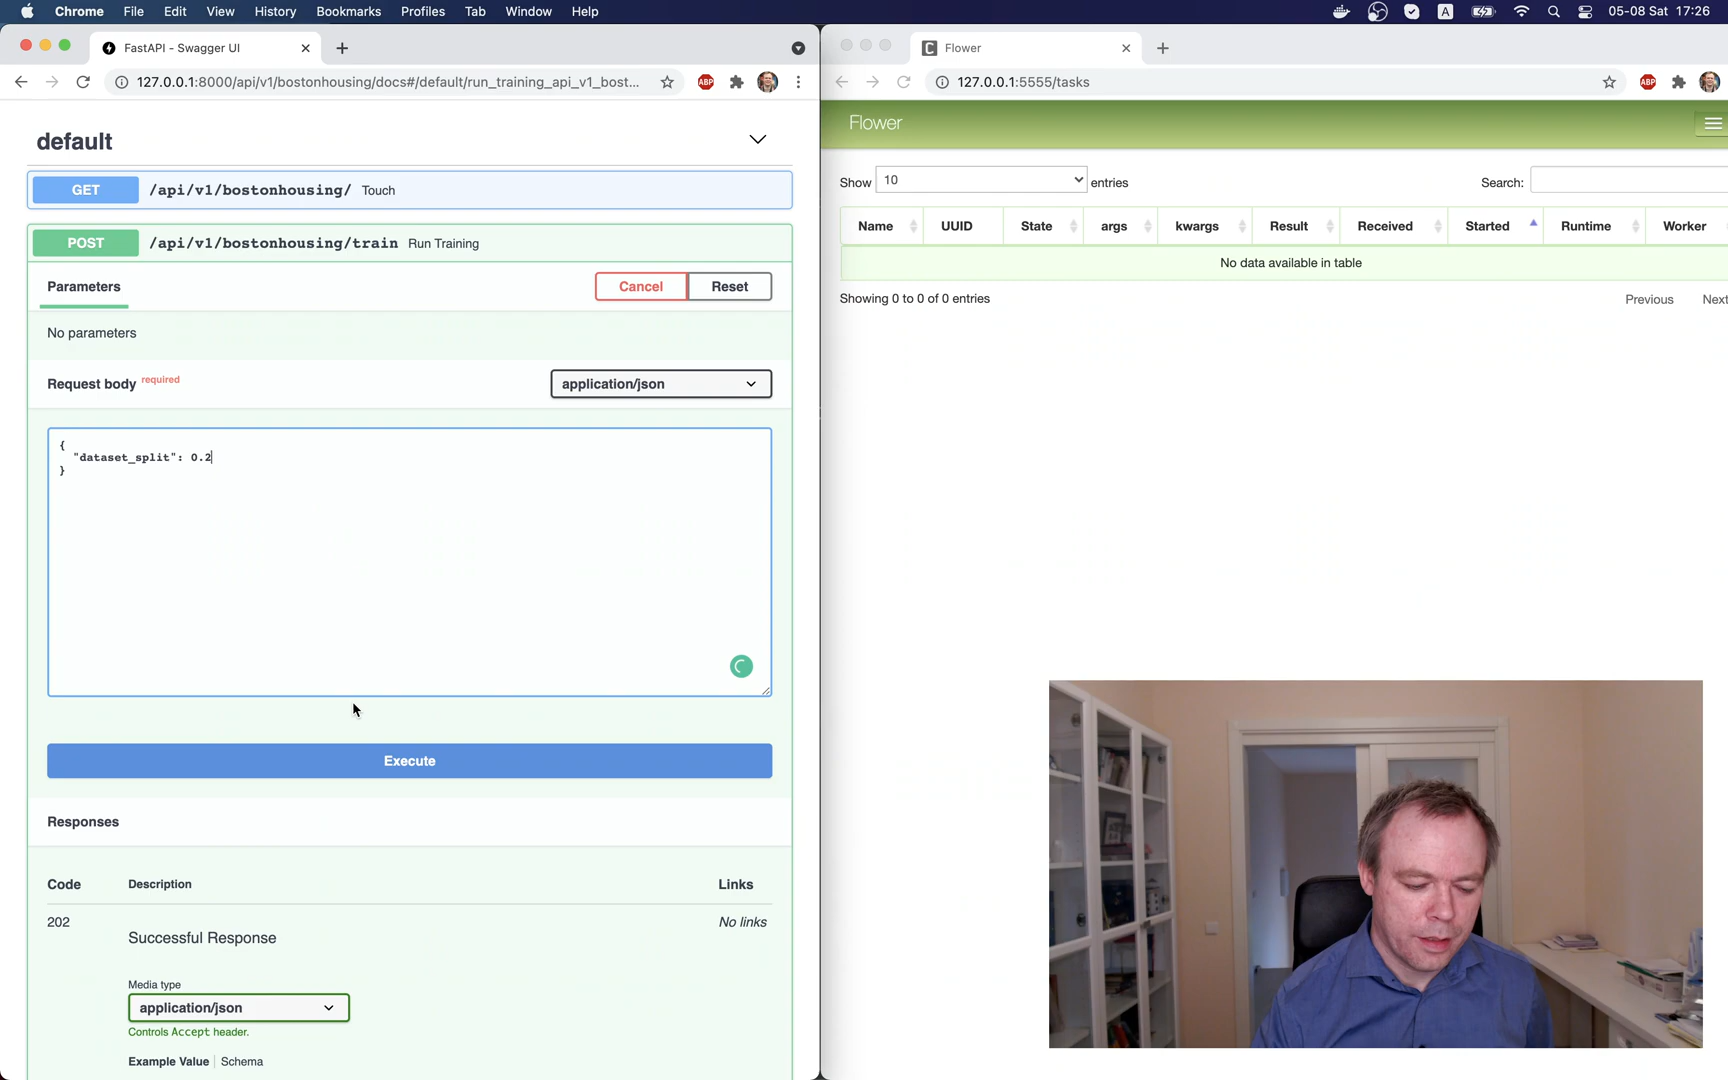 Chrome File Edit View History Bookmarks Profiles Tab Window Help
A 05-08 Sat 17:26
FastAPI - Swagger UI
127.0.0.1:8000/api/v1/bostonhousing/docs#/default/run_training_api_v1_bost...
ABP
default
GET /api/v1/bostonhousing/ Touch
POST /api/v1/bostonhousing/train Run Training
Parameters
Cancel
Reset
No parameters
Request body required
application/json
{
"dataset_split": 0.2
}
Execute
Responses
Code Description Links
202 Successful Response No links
Media type
application/json
Controls Accept header.
Example Value Schema
C Flower
127.0.0.1:5555/tasks
ABP
Flower
Show 10 entries
Search:
Name UUID State args kwargs Result Received Started Runtime Worker
No data available in table
Showing 0 to 0 of 0 entries
Previous Next